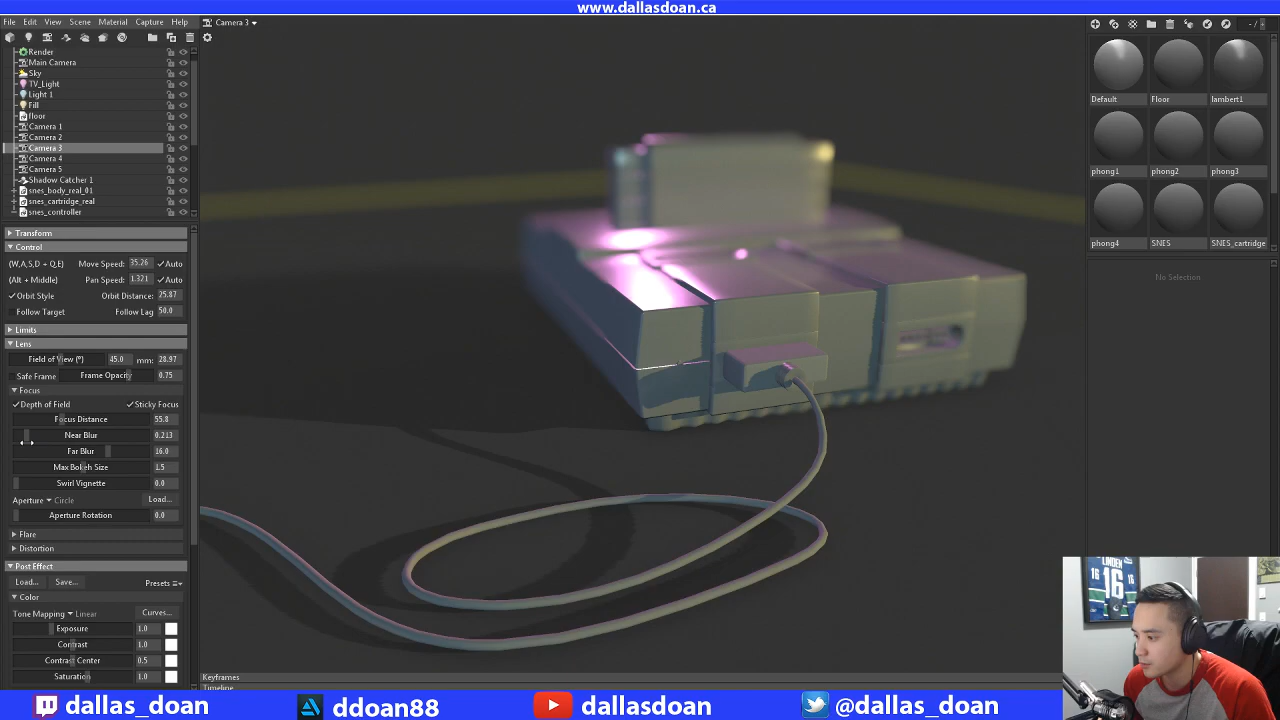 www.dallasdoan.ca
File Edit View Scene Material Capture Help
Camera 3
- /
Render
Main Camera
Sky
TV_Light
Light 1
Fill
floor
Camera 1
Camera 2
Camera 3
Camera 4
Camera 5
Shadow Catcher 1
snes_body_real_01
snes_cartridge_real
snes_controller
Transform
Control
(W,A,S,D + Q,E) Move Speed: 35.26 Auto
(Alt + Middle) Pan Speed: 1.321 Auto
Orbit Style Orbit Distance: 25.87
Follow Target Follow Lag 50.0
Limits
Lens
Field of View (°) 45.0 mm: 28.97
Safe Frame Frame Opacity 0.75
Focus
Depth of Field Sticky Focus
Focus Distance 55.8
Near Blur 0.213
Far Blur 16.0
Max Bokeh Size 1.5
Swirl Vignette 0.0
Aperture Circle Load...
Aperture Rotation 0.0
Flare
Distortion
Post Effect
Load... Save... Presets
Color
Tone Mapping Linear Curves...
Exposure 1.0
Contrast 1.0
Contrast Center 0.5
Saturation 1.0
Default Floor lambert1
phong1 phong2 phong3
phong4 SNES SNES_cartridge
No Selection
Keyframes
Timeline
LINDEN
16 16 16
dallas_doan ddoan88 dallasdoan @dallas_doan